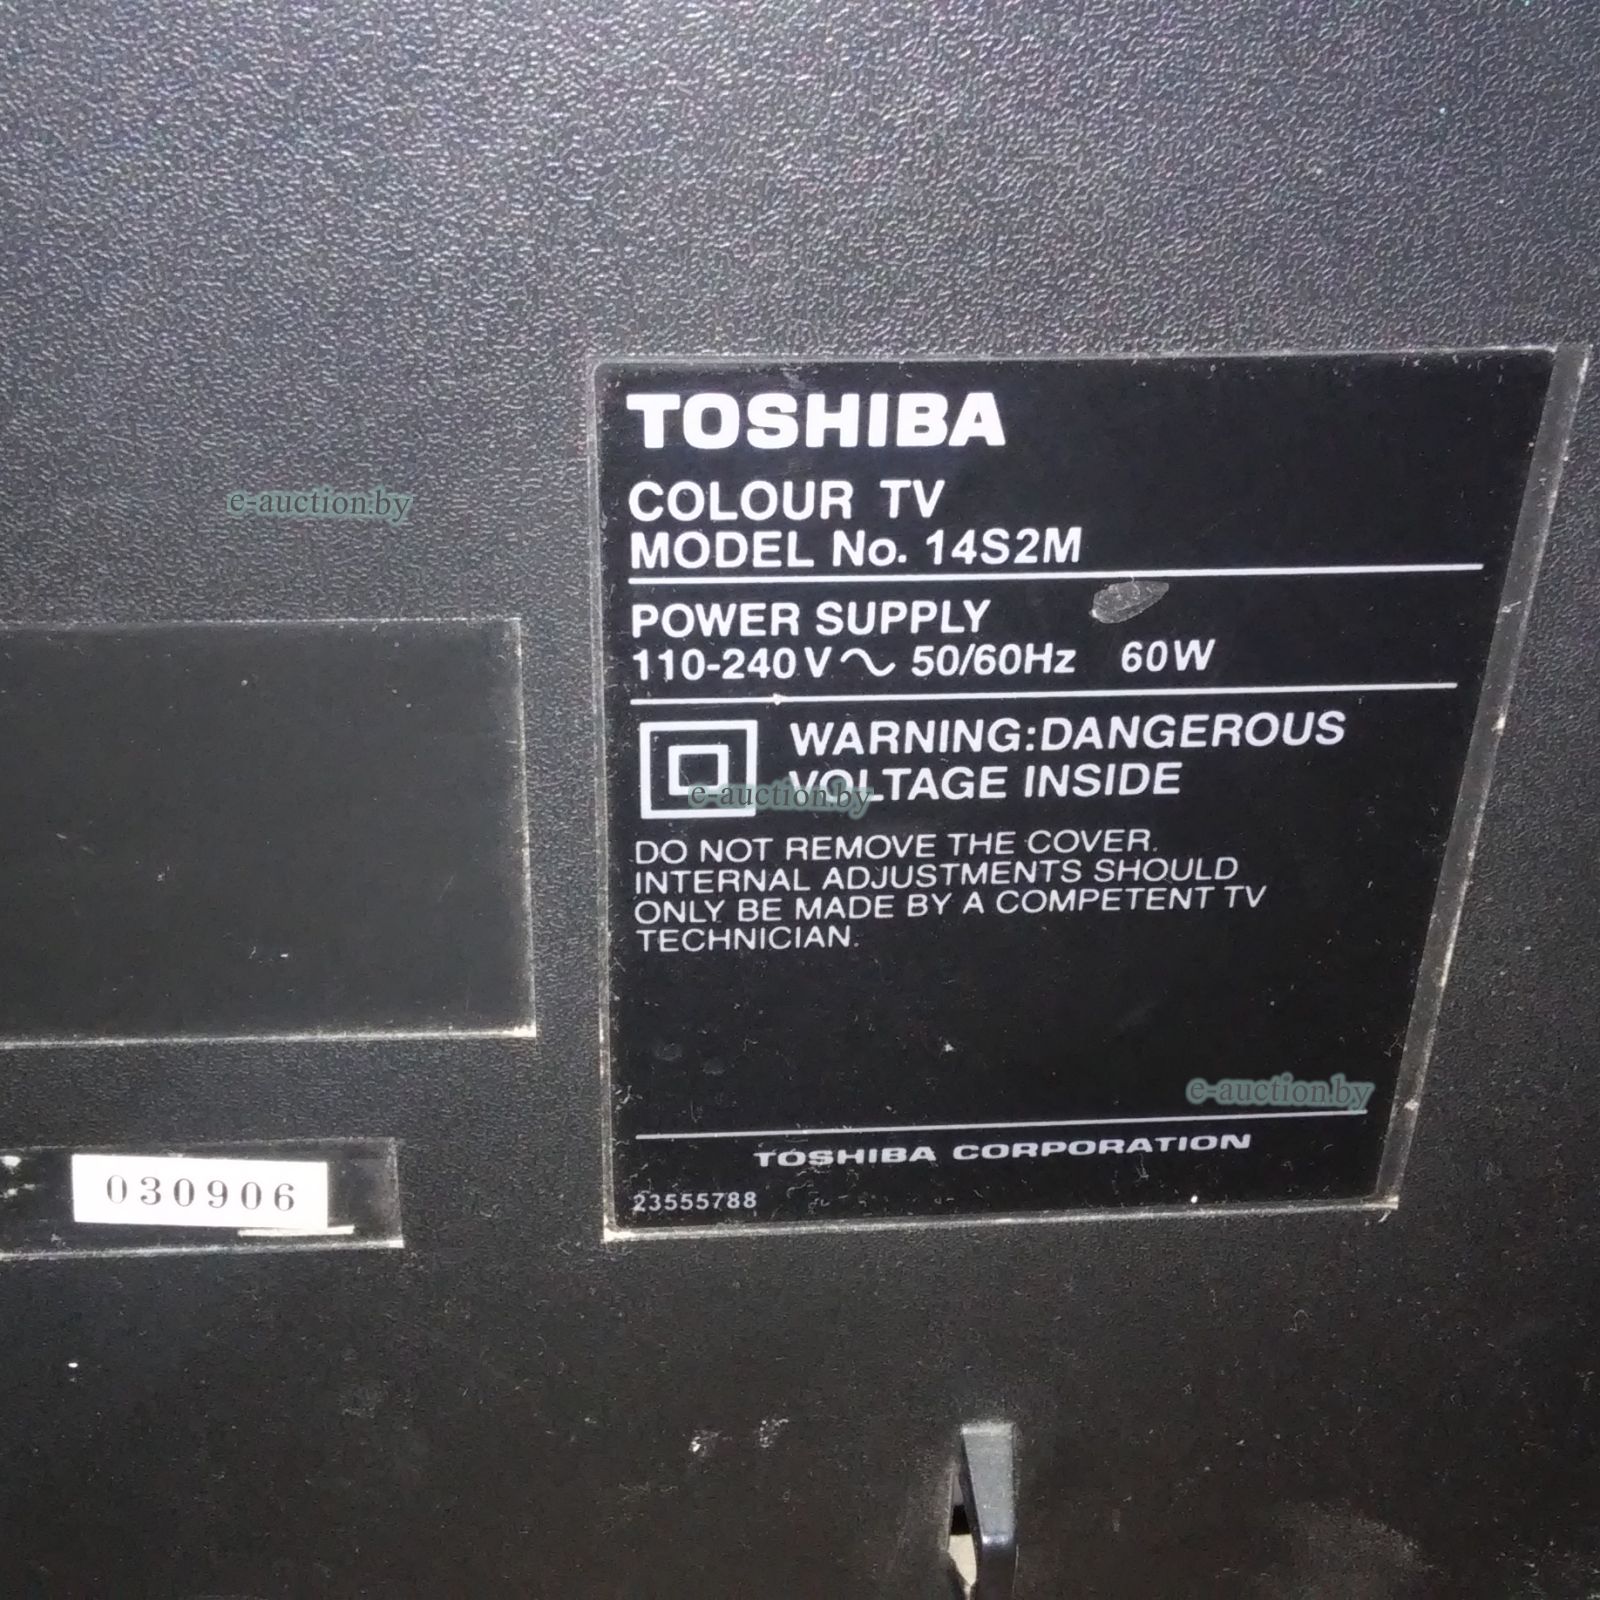 TOSHIBA
COLOUR TV
MODEL No. 14S2M
POWER SUPPLY
110-240V～ 50/60Hz 60W
WARNING:DANGEROUS
VOLTAGE INSIDE
DO NOT REMOVE THE COVER.
INTERNAL ADJUSTMENTS SHOULD
ONLY BE MADE BY A COMPETENT TV
TECHNICIAN.
TOSHIBA CORPORATION
23555788
030906
e-auction.by
e-auction.by
e-auction.by